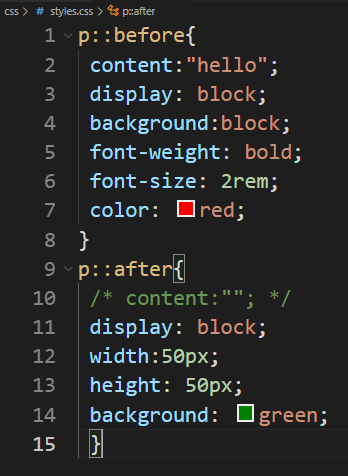 css > # styles.css > p::after
1 p::before{
2 content:"hello";
3 display: block;
4 background:block;
5 font-weight: bold;
6 font-size: 2rem;
7 color: red;
8 }
9 p::after{
10 /* content:""; */
11 display: block;
12 width:50px;
13 height: 50px;
14 background: green;
15 }